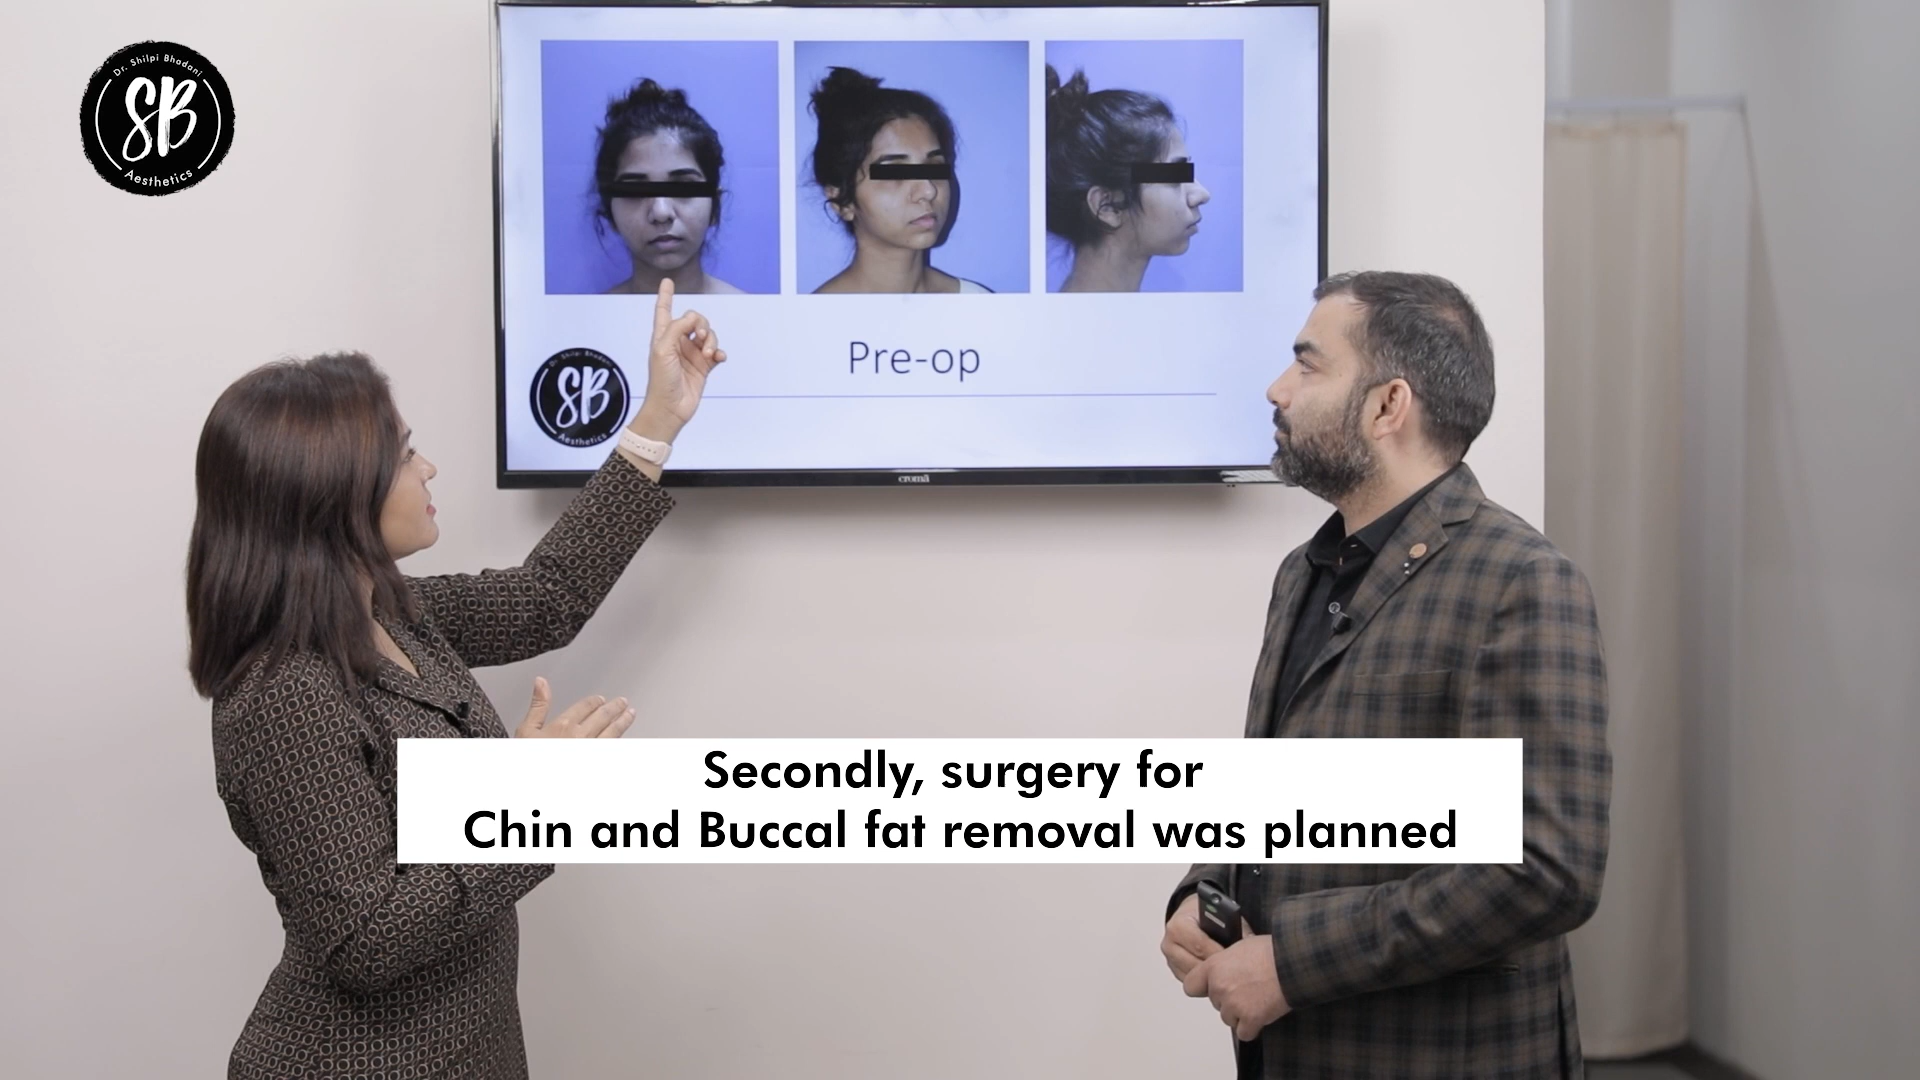 Dr. Shilpi Bhadani
SB
Aesthetics
Pre-op
Dr. Shilpi Bhadani
SB
Aesthetics
cromā
Secondly, surgery for
Chin and Buccal fat removal was planned